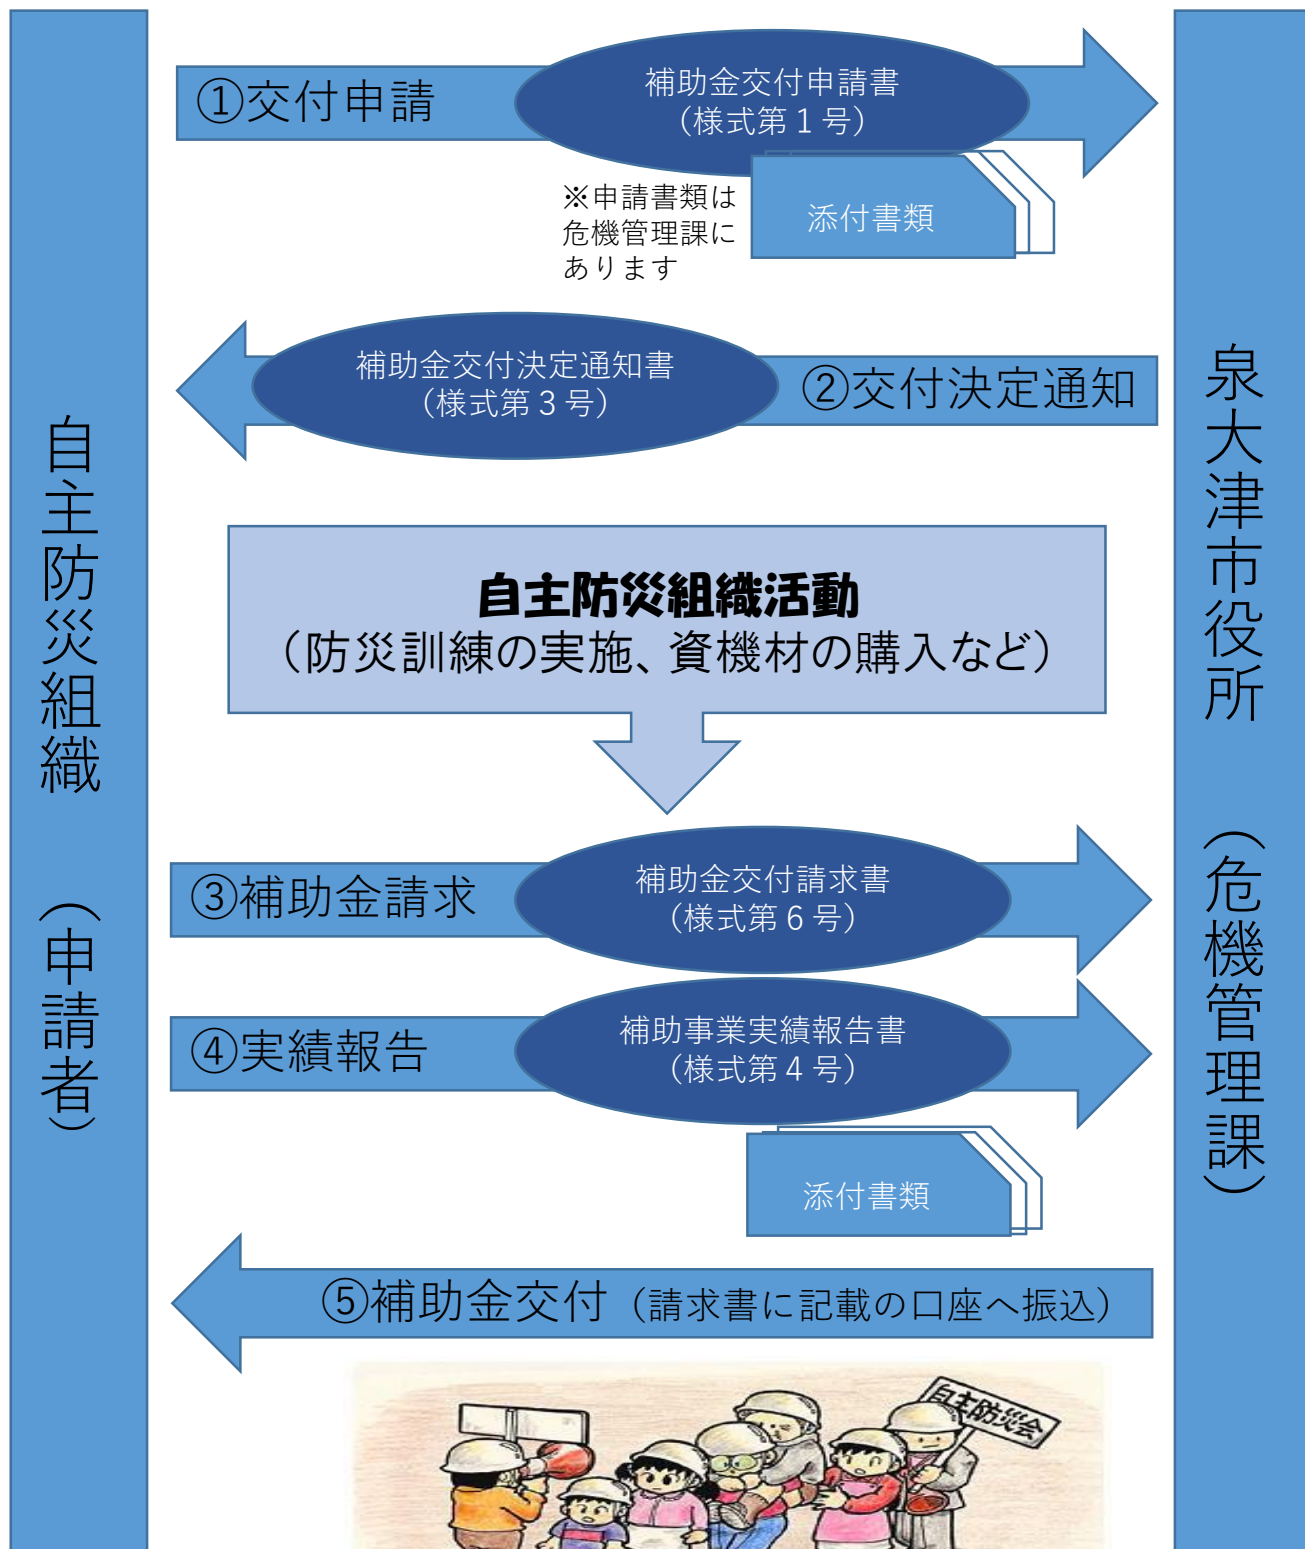 自主防災組織　（申請者）
泉大津市役所　（危機管理課）
①交付申請
補助金交付申請書
（様式第１号）
※申請書類は
危機管理課に
あります
添付書類
補助金交付決定通知書
（様式第３号）
②交付決定通知
自主防災組織活動
（防災訓練の実施、資機材の購入など）
③補助金請求
補助金交付請求書
（様式第６号）
④実績報告
補助事業実績報告書
（様式第４号）
添付書類
⑤補助金交付（請求書に記載の口座へ振込）
自主防災会